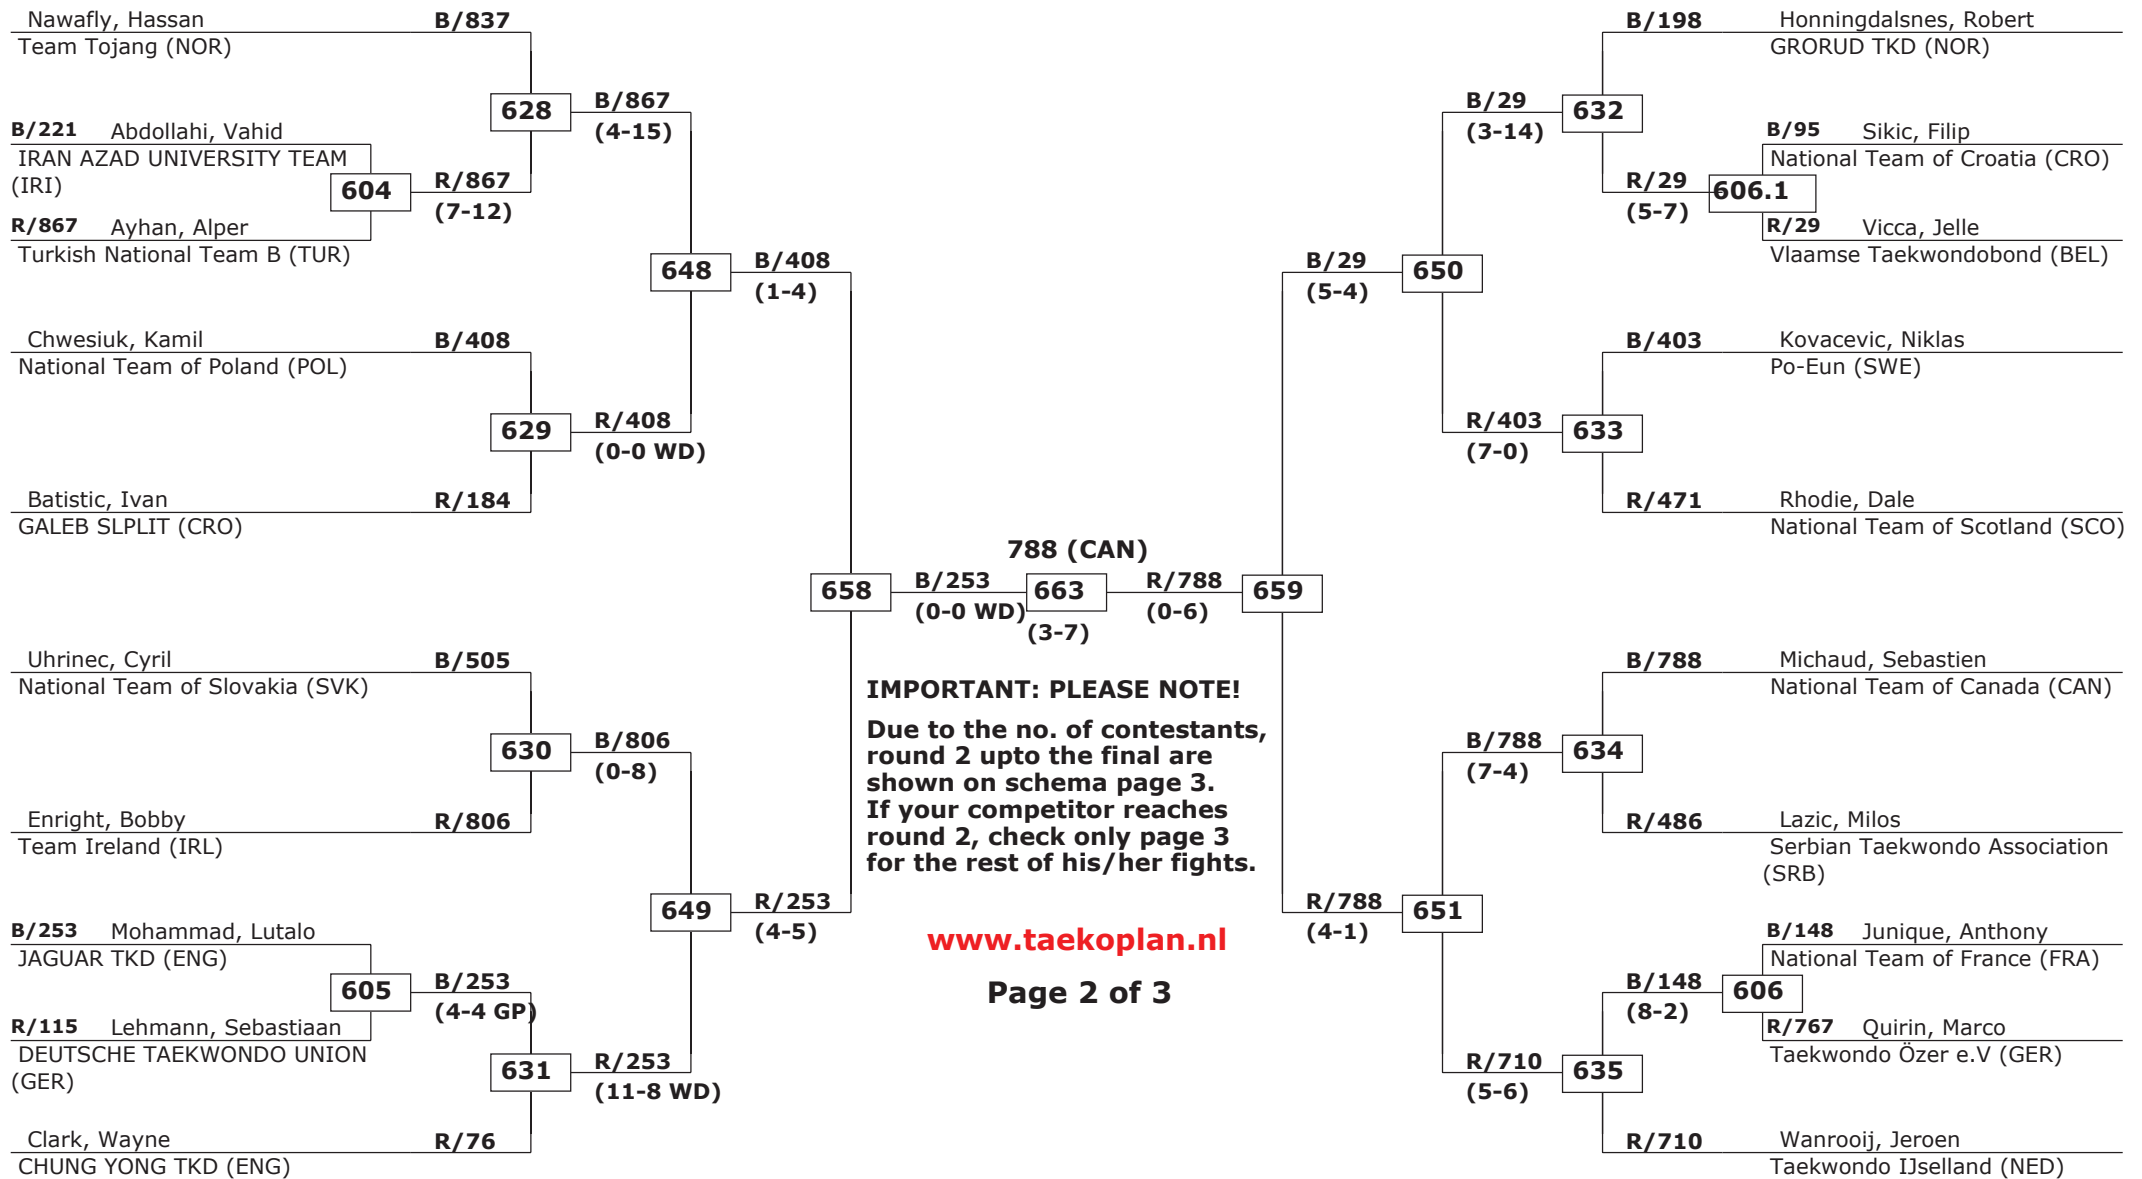 Nawafly, Hassan
B/837
Team Tojang (NOR)
B/221 Abdollahi, Vahid
IRAN AZAD UNIVERSITY TEAM
(IRI)
R/867 Ayhan, Alper
Turkish National Team B (TUR)
604
R/867
(7-12)
628
B/867
(4-15)
Chwesiuk, Kamil
B/408
National Team of Poland (POL)
629
R/408
(0-0 WD)
Batistic, Ivan
R/184
GALEB SLPLIT (CRO)
648
B/408
(1-4)
Uhrinec, Cyril
B/505
National Team of Slovakia (SVK)
630
B/806
(0-8)
Enright, Bobby
R/806
Team Ireland (IRL)
B/253 Mohammad, Lutalo
JAGUAR TKD (ENG)
605
B/253
(4-4 GP)
R/115 Lehmann, Sebastiaan
DEUTSCHE TAEKWONDO UNION
(GER)
631
R/253
(11-8 WD)
Clark, Wayne
R/76
CHUNG YONG TKD (ENG)
649
R/253
(4-5)
658
B/253
(0-0 WD)
788 (CAN)
663
(3-7)
R/788
(0-6)
659
IMPORTANT: PLEASE NOTE!
Due to the no. of contestants,
round 2 upto the final are
shown on schema page 3.
If your competitor reaches
round 2, check only page 3
for the rest of his/her fights.
www.taekoplan.nl
Page 2 of 3
B/198
Honningdalsnes, Robert
GRORUD TKD (NOR)
B/29
(3-14)
632
B/95 Sikic, Filip
National Team of Croatia (CRO)
R/29
(5-7)
606.1
R/29 Vicca, Jelle
Vlaamse Taekwondobond (BEL)
B/29
(5-4)
650
B/403
Kovacevic, Niklas
Po-Eun (SWE)
R/403
(7-0)
633
R/471
Rhodie, Dale
National Team of Scotland (SCO)
B/788
Michaud, Sebastien
National Team of Canada (CAN)
B/788
(7-4)
634
R/486
Lazic, Milos
Serbian Taekwondo Association
(SRB)
R/788
(4-1)
651
B/148 Junique, Anthony
National Team of France (FRA)
B/148
(8-2)
606
R/767 Quirin, Marco
Taekwondo Özer e.V (GER)
R/710
(5-6)
635
R/710
Wanrooij, Jeroen
Taekwondo IJselland (NED)